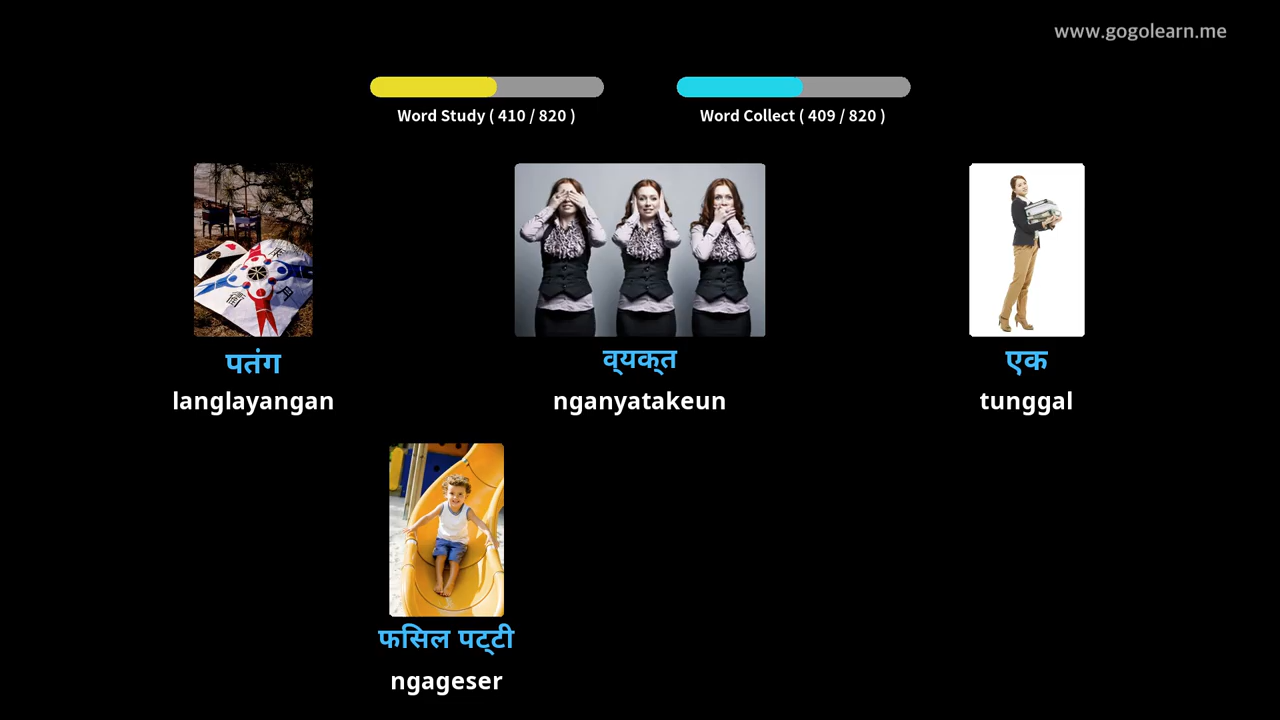 www.gogolearn.me
Word Study ( 410 / 820 )
Word Collect ( 409 / 820 )
पतंग
langlayangan
व्यक्त
nganyatakeun
एक
tunggal
फसिल पट्टी
ngageser